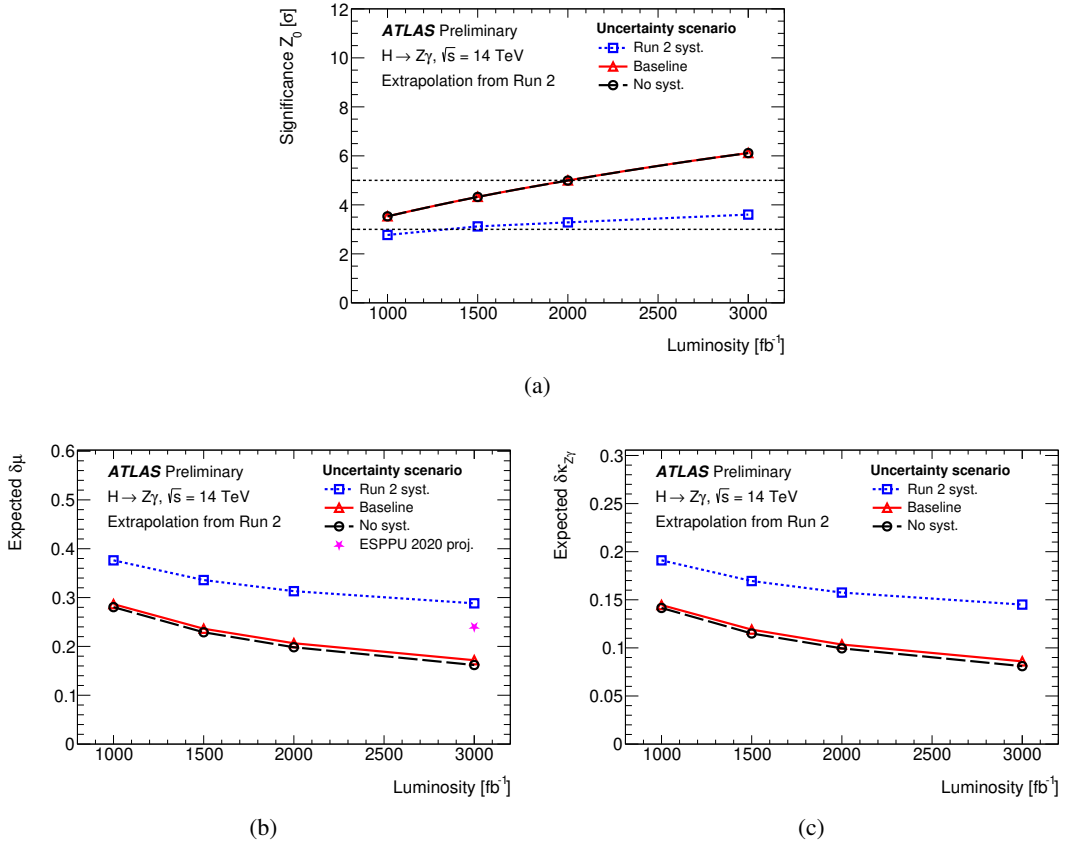 Significance Z₀ [σ]
12
10
8
6
4
2
0
ATLAS Preliminary
H → Zγ, √s = 14 TeV
Extrapolation from Run 2
Uncertainty scenario
Run 2 syst.
Baseline
No syst.
1000 1500 2000 2500 3000
Luminosity [fb⁻¹]
(a)
Expected δμ
0.6
0.5
0.4
0.3
0.2
0.1
0
ATLAS Preliminary
H → Zγ, √s = 14 TeV
Extrapolation from Run 2
Uncertainty scenario
Run 2 syst.
Baseline
No syst.
ESPPU 2020 proj.
1000 1500 2000 2500 3000
Luminosity [fb⁻¹]
(b)
Expected δκ_Zγ
0.3
0.25
0.2
0.15
0.1
0.05
0
ATLAS Preliminary
H → Zγ, √s = 14 TeV
Extrapolation from Run 2
Uncertainty scenario
Run 2 syst.
Baseline
No syst.
1000 1500 2000 2500 3000
Luminosity [fb⁻¹]
(c)